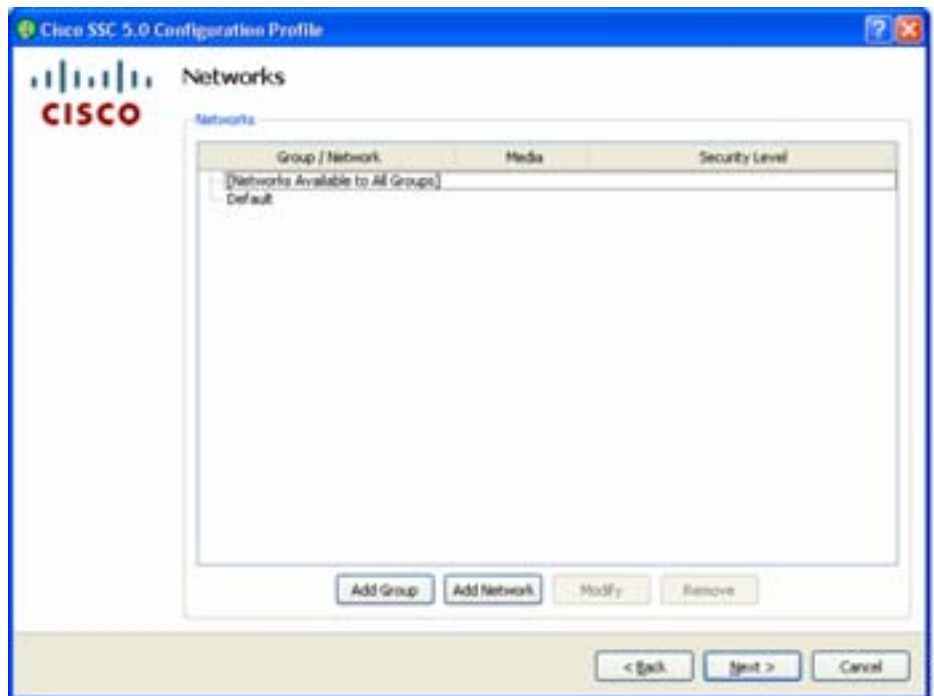 Cisco SSC 5.0 Configuration Profile
CISCO
Networks
Networks
Group / Network Media Security Level
[Networks Available to All Groups]
Default
Add Group Add Network Modify Remove
< Back Next > Cancel